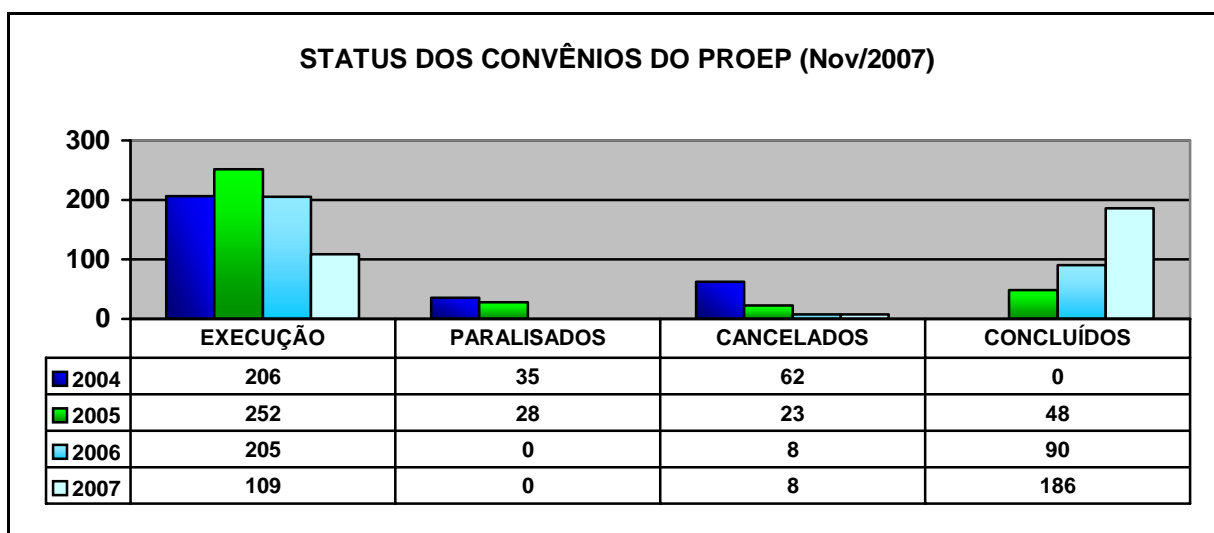 STATUS DOS CONVÊNIOS DO PROEP (Nov/2007)
300
200
100
0
EXECUÇÃO PARALISADOS CANCELADOS CONCLUÍDOS
2004 206 35 62 0
2005 252 28 23 48
2006 205 0 8 90
2007 109 0 8 186